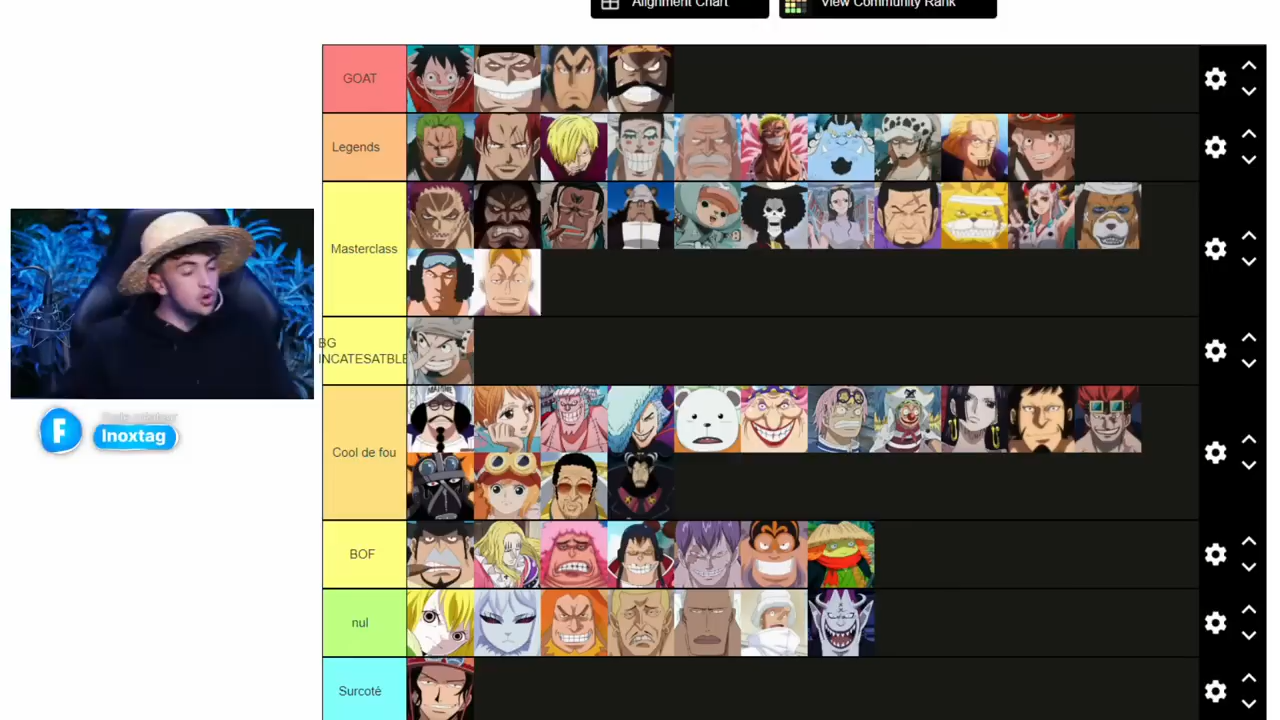 Alignment Chart
View Community Rank
GOAT
Legends
Masterclass
BG
INCATESATBLE
Cool de fou
BOF
nul
Surcoté
F
Inoxtag